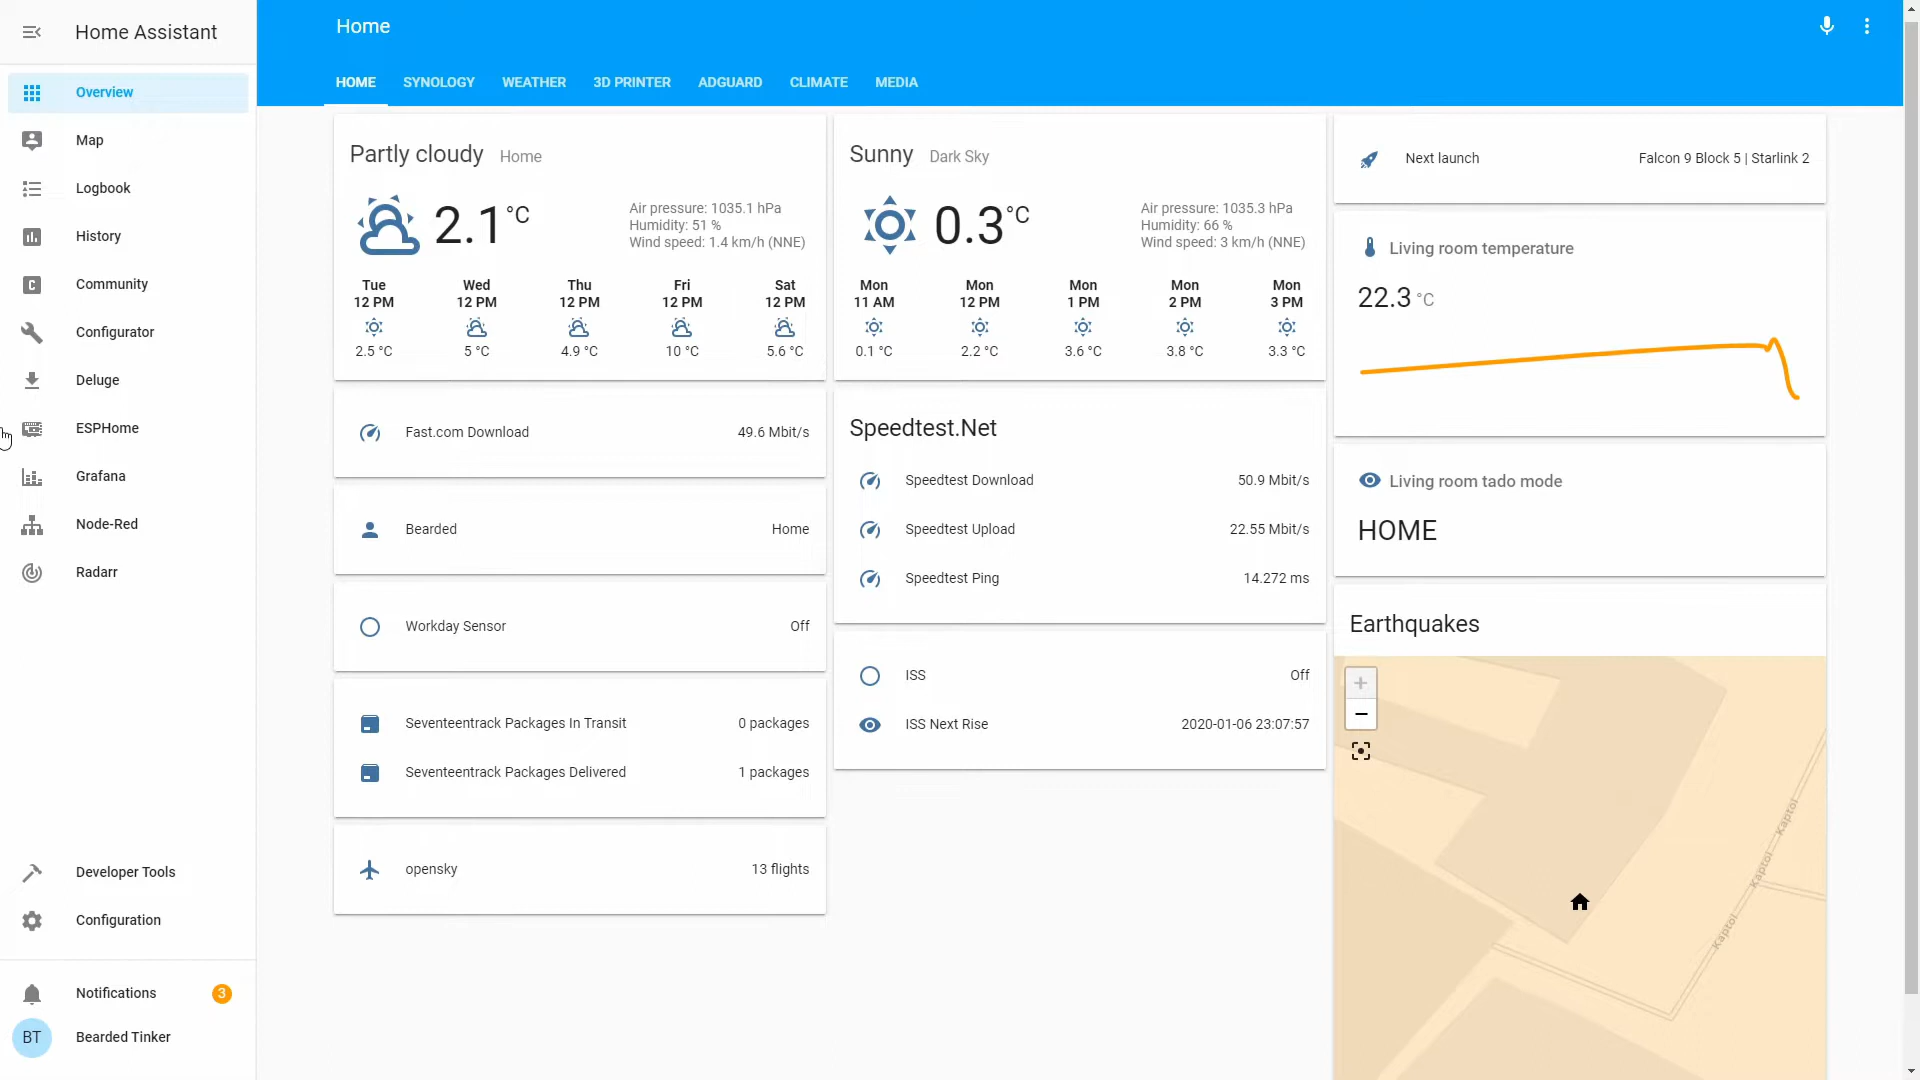 Home Assistant
Overview
Map
Logbook
History
Community
Configurator
Deluge
ESPHome
Grafana
Node-Red
Radarr
Developer Tools
Configuration
Notifications 3
BT Bearded Tinker
Home
HOME SYNOLOGY WEATHER 3D PRINTER ADGUARD CLIMATE MEDIA
Partly cloudy Home
2.1 °C
Air pressure: 1035.1 hPa
Humidity: 51 %
Wind speed: 1.4 km/h (NNE)
Tue Wed Thu Fri Sat
12 PM 12 PM 12 PM 12 PM 12 PM
2.5 °C 5 °C 4.9 °C 10 °C 5.6 °C
Fast.com Download 49.6 Mbit/s
Bearded Home
Workday Sensor Off
Seventeentrack Packages In Transit 0 packages
Seventeentrack Packages Delivered 1 packages
opensky 13 flights
Sunny Dark Sky
0.3 °C
Air pressure: 1035.3 hPa
Humidity: 66 %
Wind speed: 3 km/h (NNE)
Mon Mon Mon Mon Mon
11 AM 12 PM 1 PM 2 PM 3 PM
0.1 °C 2.2 °C 3.6 °C 3.8 °C 3.3 °C
Speedtest.Net
Speedtest Download 50.9 Mbit/s
Speedtest Upload 22.55 Mbit/s
Speedtest Ping 14.272 ms
ISS Off
ISS Next Rise 2020-01-06 23:07:57
Next launch Falcon 9 Block 5 | Starlink 2
Living room temperature
22.3 °C
Living room tado mode
HOME
Earthquakes
+
−
Kaptol
Kaptol
Kaptol